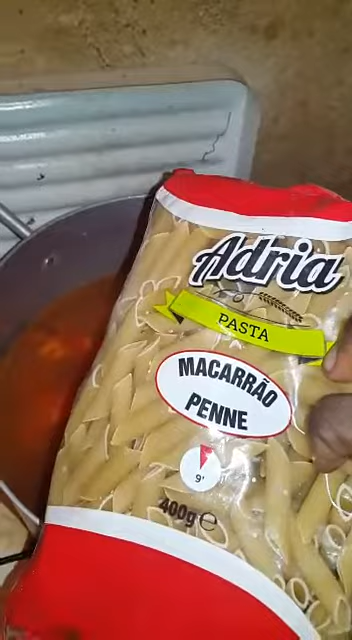 Adria
PASTA
MACARRÃO
PENNE
9'
400g ℮